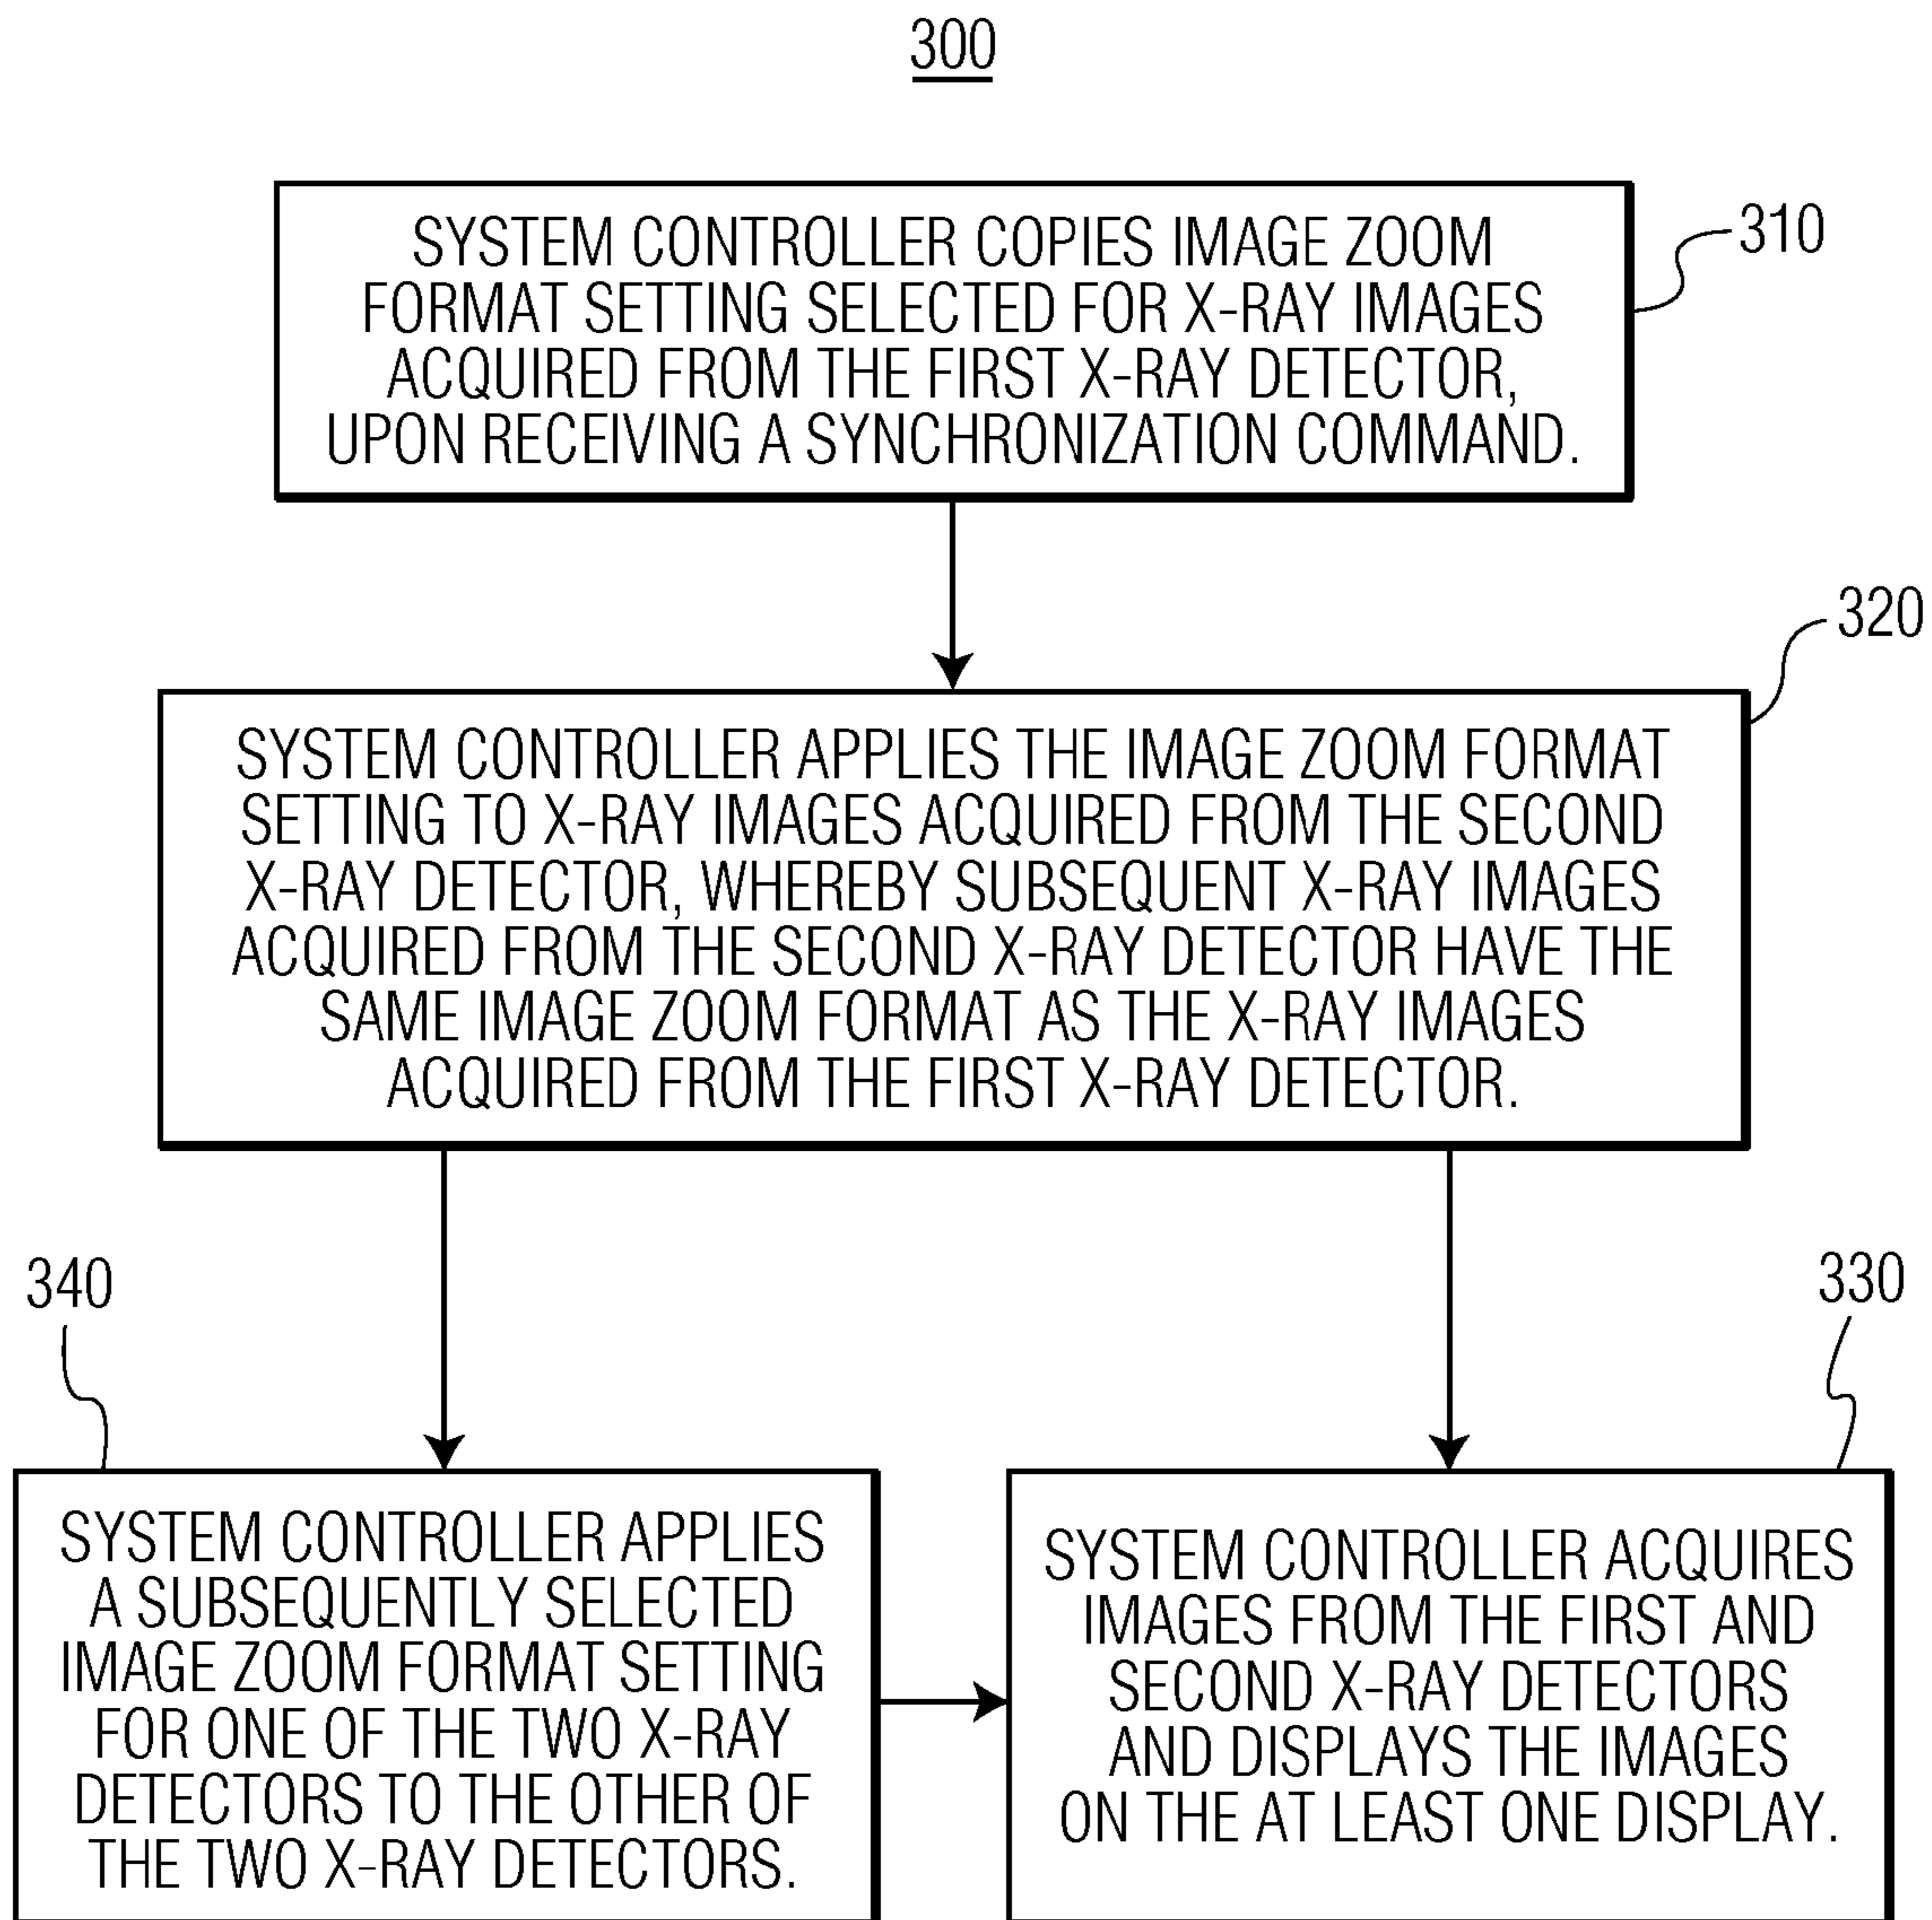 300
SYSTEM CONTROLLER COPIES IMAGE ZOOM
FORMAT SETTING SELECTED FOR X-RAY IMAGES
ACQUIRED FROM THE FIRST X-RAY DETECTOR,
UPON RECEIVING A SYNCHRONIZATION COMMAND.
310
320
SYSTEM CONTROLLER APPLIES THE IMAGE ZOOM FORMAT
SETTING TO X-RAY IMAGES ACQUIRED FROM THE SECOND
X-RAY DETECTOR, WHEREBY SUBSEQUENT X-RAY IMAGES
ACQUIRED FROM THE SECOND X-RAY DETECTOR HAVE THE
SAME IMAGE ZOOM FORMAT AS THE X-RAY IMAGES
ACQUIRED FROM THE FIRST X-RAY DETECTOR.
340
SYSTEM CONTROLLER APPLIES
A SUBSEQUENTLY SELECTED
IMAGE ZOOM FORMAT SETTING
FOR ONE OF THE TWO X-RAY
DETECTORS TO THE OTHER OF
THE TWO X-RAY DETECTORS.
330
SYSTEM CONTROLLER ACQUIRES
IMAGES FROM THE FIRST AND
SECOND X-RAY DETECTORS
AND DISPLAYS THE IMAGES
ON THE AT LEAST ONE DISPLAY.